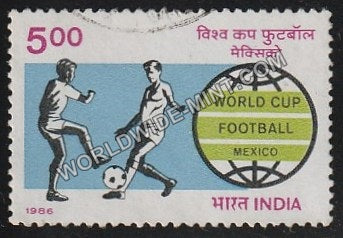 5.00
विश्व कप फुटबॉल
मेक्सिको
WORLD CUP
FOOTBALL
MEXICO
1986
भारत INDIA
WORLDWIDE-MINT.COM